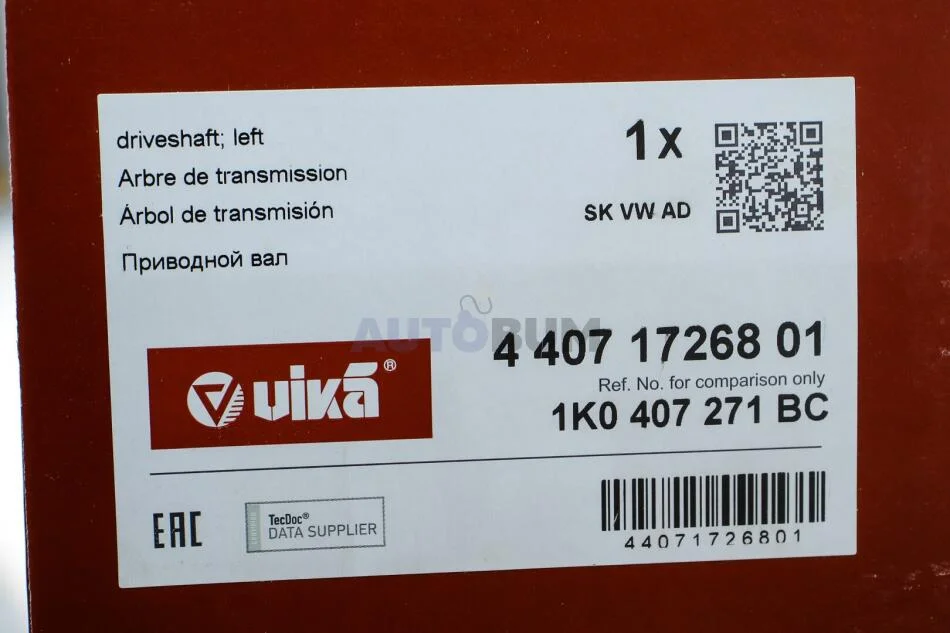 driveshaft; left
Arbre de transmission
Árbol de transmisión
Приводной вал
1x
SK VW AD
AUTOBUM
4 407 17268 01
Ref. No. for comparison only
1K0 407 271 BC
vika®
EAC
CERTIFIED
TecDoc®
DATA SUPPLIER
44071726801